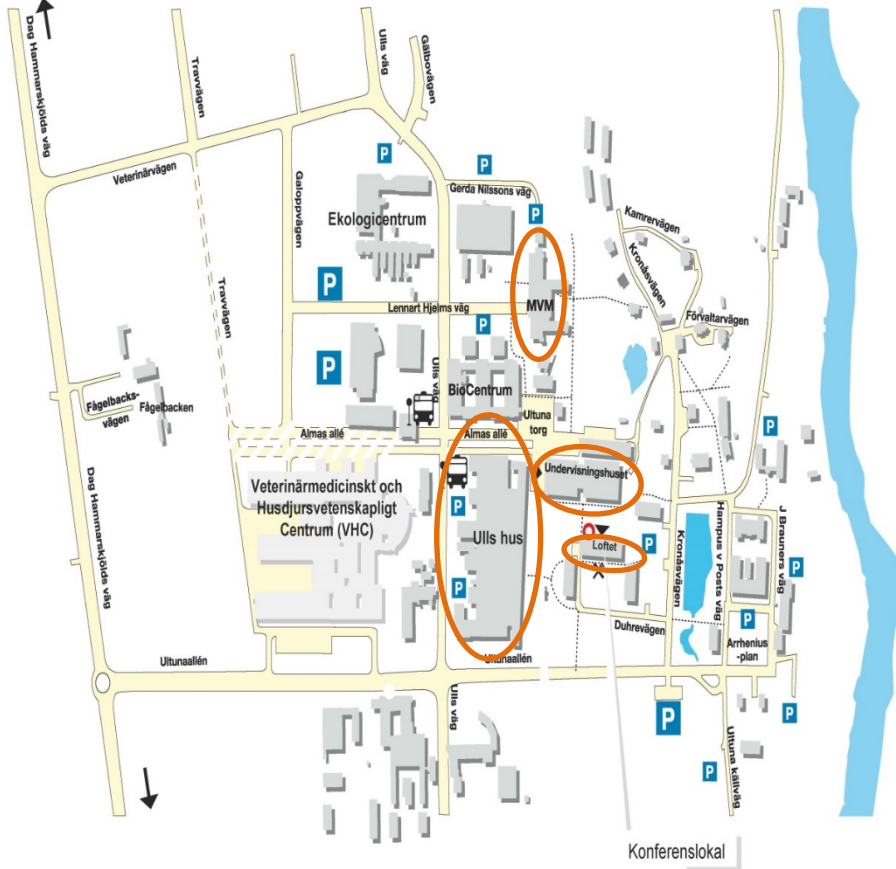 Dag Hammarskjölds väg
Travvägen
Ulls väg
Gälbovägen
Veterinärvägen
Galoppvägen
P
P
Gerda Nilssons väg
P
Ekologicentrum
Kamrervägen
Kronåsvägen
P
Lennart Hjelms väg
MVM
Förvaltarvägen
Travvägen
P
P
Ulls väg
BioCentrum
Fågelbacks-
vägen
Fågelbacken
Ultuna
torg
Almas allé
Almas allé
P
Undervisningshuset
Veterinärmedicinskt och
Husdjursvetenskapligt
Centrum (VHC)
P
Ulls hus
Loftet
P
Dag Hammarskjölds väg
Kronåsvägen
Hampus v Posts väg
J Brauners väg
P
P
Duhrevägen
P
Arrhenius
-plan
Ultunaallén
Ultunaallén
Ulls väg
P
P
P
Ultuna källväg
Konferenslokal